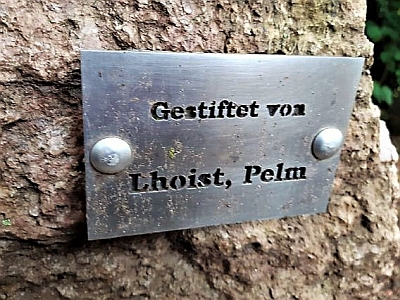 Gestiftet von
Lhoist, Pelm